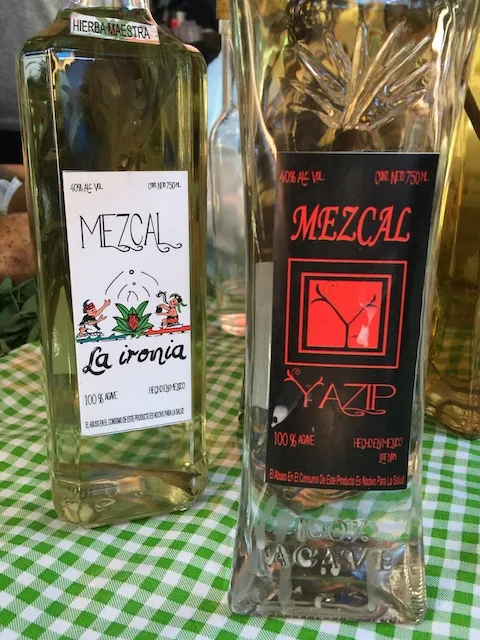 HIERBA MAESTRA
40% ALC. VOL. CONT. NETO 750 ML
MEZCAL
La ironia
100% AGAVE HECHO EN MEXICO
EL ABUSO EN EL CONSUMO DE ESTE PRODUCTO ES NOCIVO PARA LA SALUD
40% ALC. VOL. CONT. NETO 750 ML
MEZCAL
YAZIP
100% AGAVE HECHO EN MEXICO
El Abuso En El Consumo De Este Producto Es Nocivo Para La Salud
100%
AGAVE